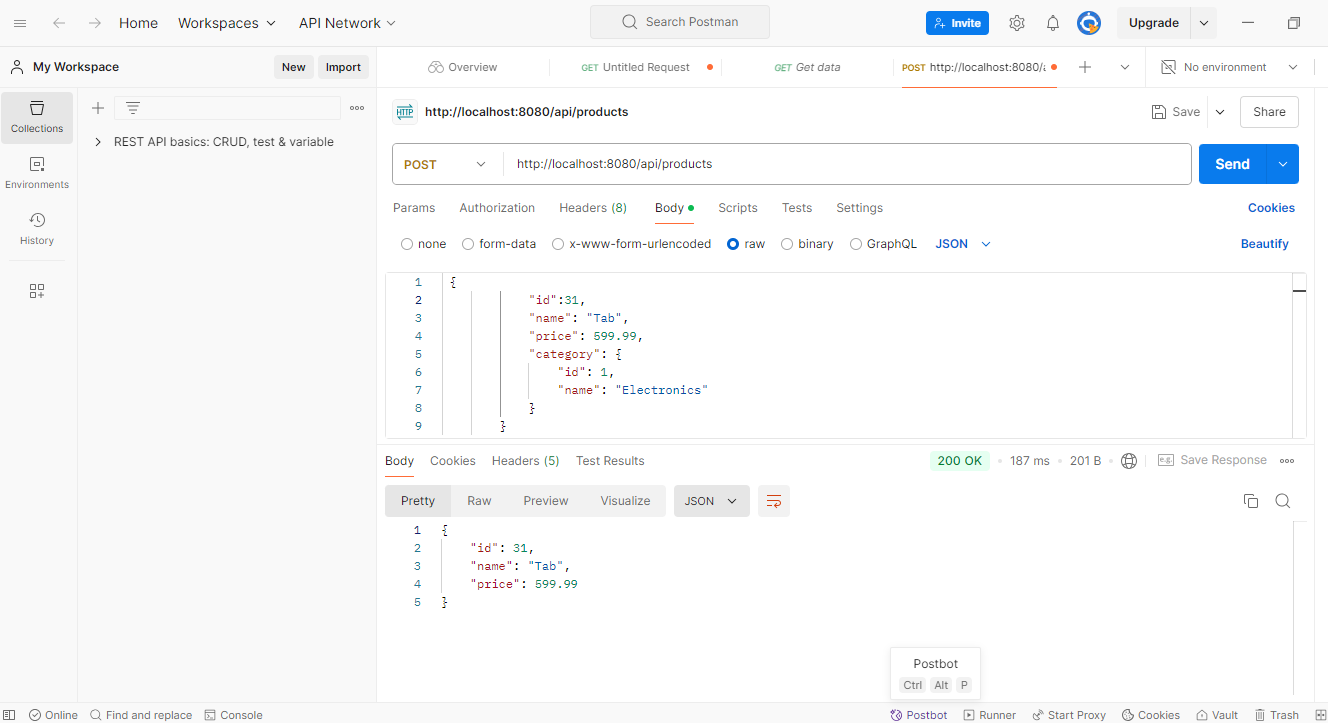 Home Workspaces API Network Search Postman Invite Upgrade
My Workspace New Import Overview GET Untitled Request GET Get data POST http://localhost:8080/a No environment
Collections
Environments
History
REST API basics: CRUD, test & variable
HTTP http://localhost:8080/api/products Save Share
POST http://localhost:8080/api/products Send
Params Authorization Headers (8) Body Scripts Tests Settings Cookies
none form-data x-www-form-urlencoded raw binary GraphQL JSON Beautify
1 {
2 "id":31,
3 "name": "Tab",
4 "price": 599.99,
5 "category": {
6 "id": 1,
7 "name": "Electronics"
8 }
9 }
Body Cookies Headers (5) Test Results 200 OK 187 ms 201 B e.g. Save Response
Pretty Raw Preview Visualize JSON
1 {
2 "id": 31,
3 "name": "Tab",
4 "price": 599.99
5 }
Postbot
Ctrl Alt P
Online Find and replace Console Postbot Runner Start Proxy Cookies Vault Trash